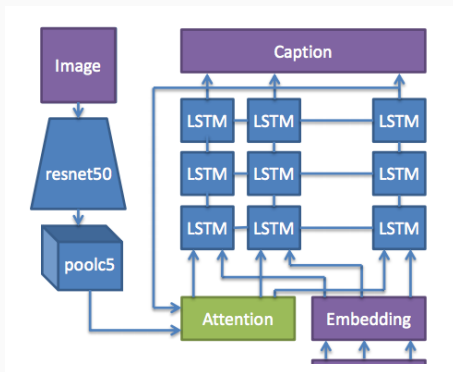 Image
Caption
LSTM LSTM LSTM
resnet50
LSTM LSTM LSTM
LSTM LSTM LSTM
poolc5
Attention
Embedding